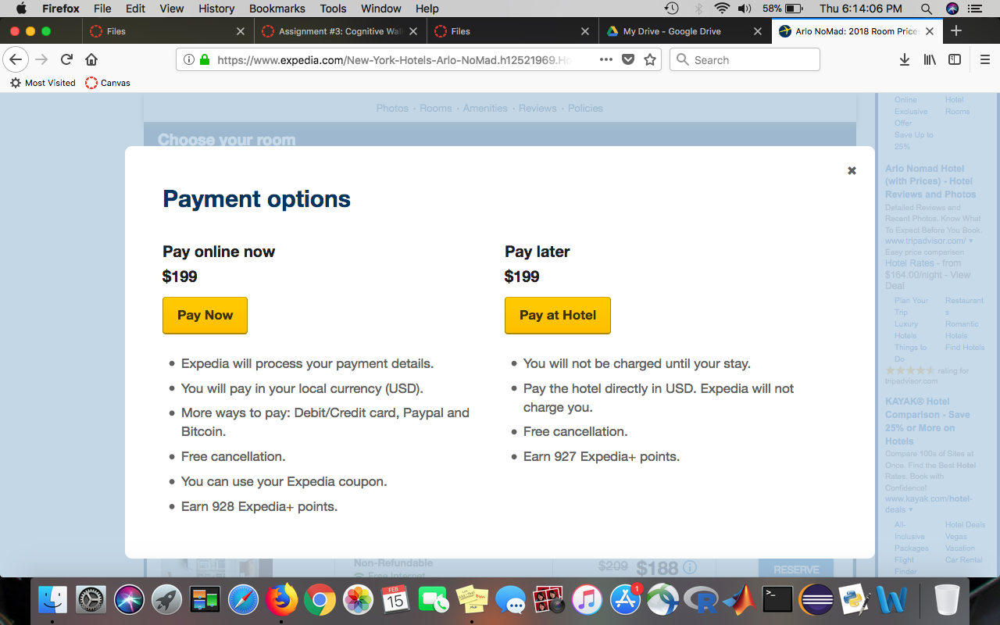 Firefox File Edit View History Bookmarks Tools Window Help 58% Thu 6:14:06 PM
Files Assignment #3: Cognitive Wal Files My Drive - Google Drive Arlo NoMad: 2018 Room Price
https://www.expedia.com/New-York-Hotels-Arlo-NoMad.h12521969.Ho Search
Most Visited Canvas
Photos · Rooms · Amenities · Reviews · Policies
Choose your room
Payment options
Pay online now
$199
Pay Now
Expedia will process your payment details.
You will pay in your local currency (USD).
More ways to pay: Debit/Credit card, Paypal and
Bitcoin.
Free cancellation.
You can use your Expedia coupon.
Earn 928 Expedia+ points.
Pay later
$199
Pay at Hotel
You will not be charged until your stay.
Pay the hotel directly in USD. Expedia will not
charge you.
Free cancellation.
Earn 927 Expedia+ points.
Non-Refundable
Free Internet
$209 $188
RESERVE
Online
Exclusive
Offer
Save Up to
25%
Hotel
Rooms
Arlo Nomad Hotel
(with Prices) - Hotel
Reviews and Photos
Detailed Reviews and
Recent Photos. Know What
To Expect Before You Book.
www.tripadvisor.com/
Easy price comparison
Hotel Rates - from
$164.00/night - View
Deal
Plan Your
Trip
Luxury
Hotels
Things to
Do
Restaurant
s
Romantic
Hotels
Find Hotels
rating for
tripadvisor.com
KAYAK® Hotel
Comparison - Save
25% or More on
Hotels
Compare 100s of Sites at
Once. Find the Best Hotel
Rates. Book with
Confidence!
www.kayak.com/hotel-
deals
All-
Inclusive
Packages
Flight
Finder
Hotel Deals
Vegas
Vacation
Car Rental
FEB
15
1